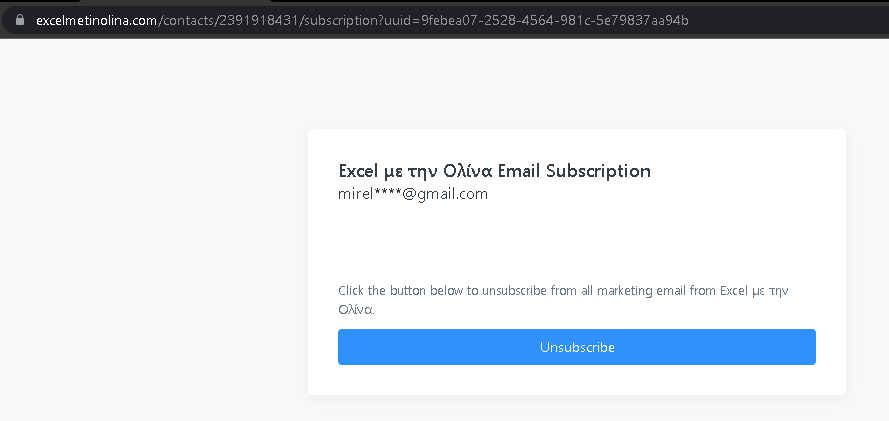 excelmetinolina.com/contacts/2391918431/subscription?uuid=9febea07-2528-4564-981c-5e79837aa94b
Excel με την Ολίνα Email Subscription
mirel****@gmail.com
Click the button below to unsubscribe from all marketing email from Excel με την
Ολίνα.
Unsubscribe